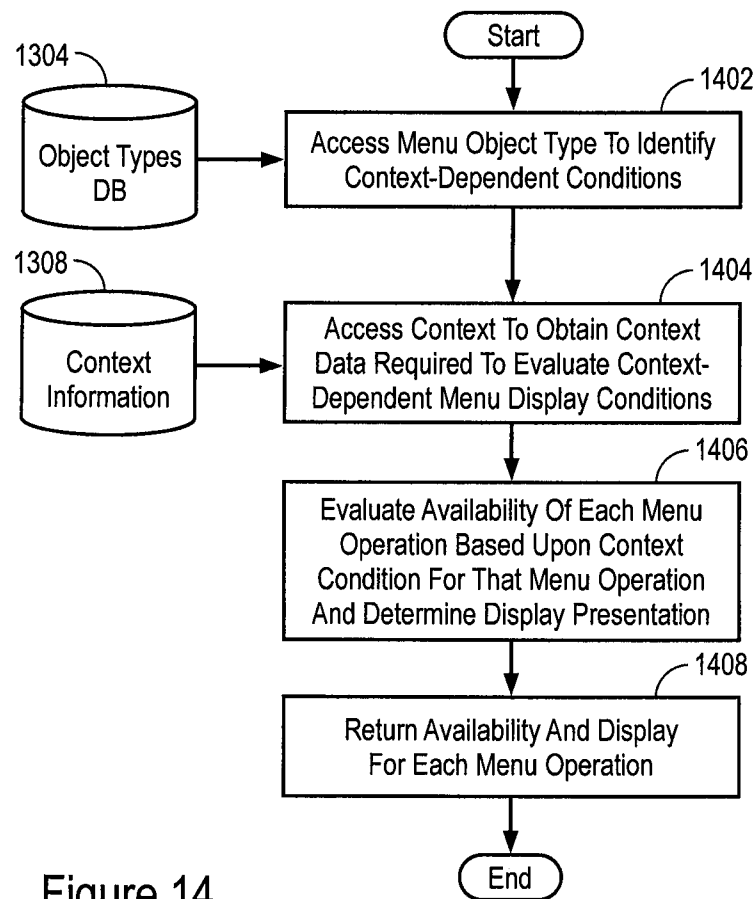 Start
1304
1402
Object Types
DB
Access Menu Object Type To Identify
Context-Dependent Conditions
1308
1404
Context
Information
Access Context To Obtain Context
Data Required To Evaluate Context-
Dependent Menu Display Conditions
1406
Evaluate Availability Of Each Menu
Operation Based Upon Context
Condition For That Menu Operation
And Determine Display Presentation
1408
Return Availability And Display
For Each Menu Operation
End
Figure 14